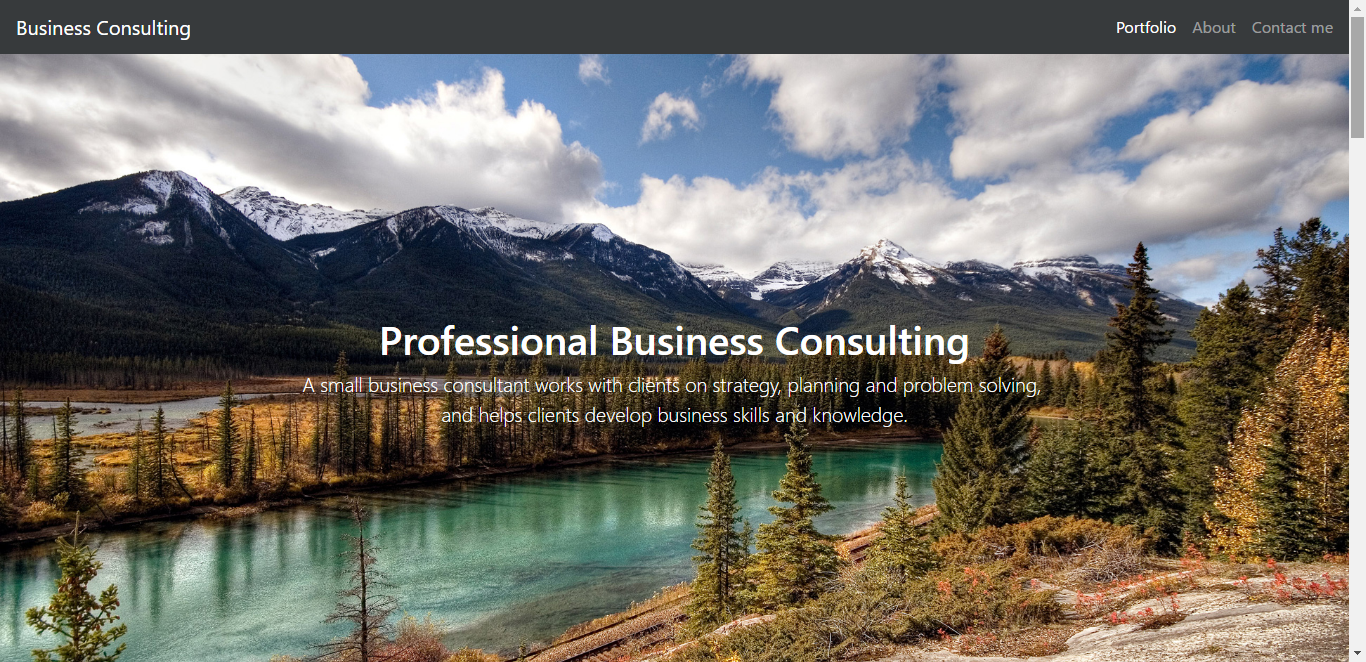 Business Consulting
Portfolio About Contact me
Professional Business Consulting
A small business consultant works with clients on strategy, planning and problem solving,
and helps clients develop business skills and knowledge.